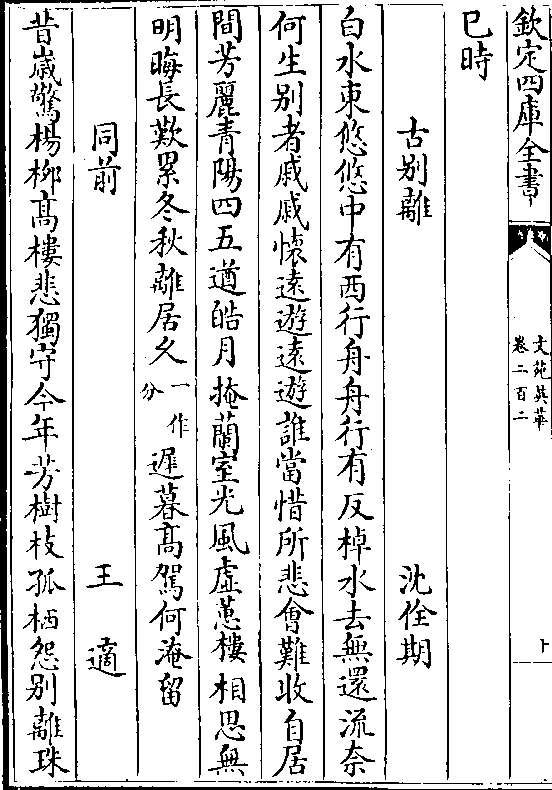 欽定四庫全書
文苑英華
卷二百二
巳時
古别離 沈佺期
白水東悠悠中有西行舟舟行有反棹水去無還流奈
何生别者戚戚懷遠遊遠遊誰當惜所悲會難收自居
間芳麗青陽四五遒皓月掩蘭室光風虚蕙樓相思無
明晦長歎累冬秋離居久一作分遲暮髙駕何淹留
同前 王適
昔歳驚楊栁髙樓悲獨守今年芳樹枝孤栖怨别離珠